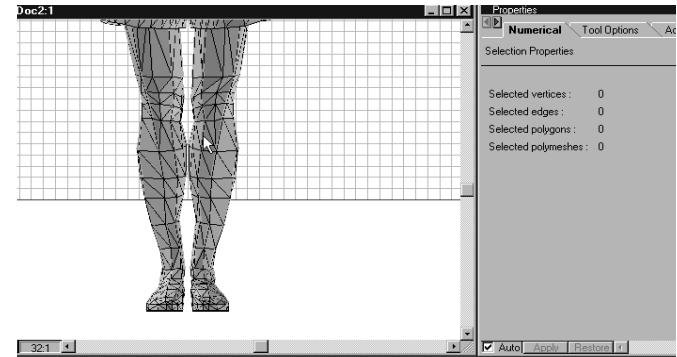 Doc2:1
Properties
Numerical
Tool Options
Ac
Selection Properties
Selected vertices : 0
Selected edges : 0
Selected polygons : 0
Selected polymeshes : 0
32:1
Auto
Apply
Restore